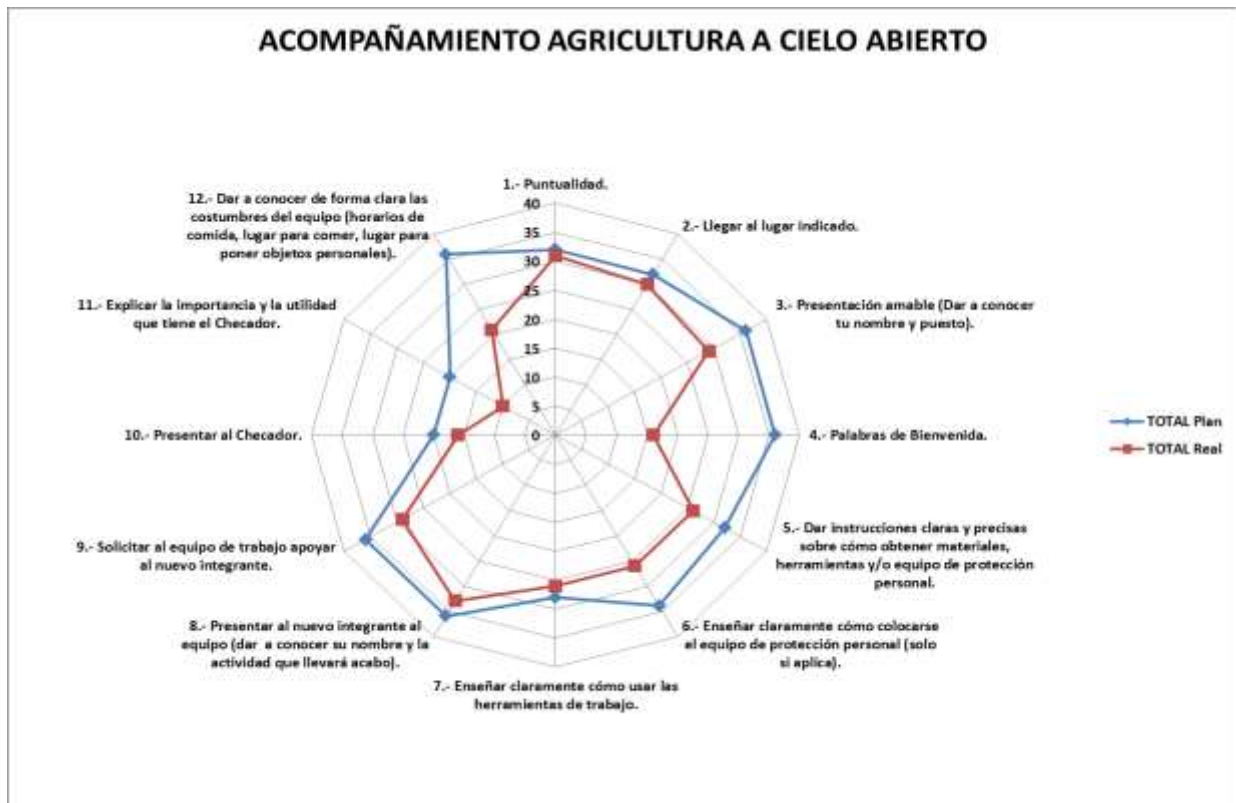 ACOMPAÑAMIENTO AGRICULTURA A CIELO ABIERTO
1.- Puntualidad.
2.- Llegar al lugar indicado.
3.- Presentación amable (Dar a conocer
tu nombre y puesto).
4.- Palabras de Bienvenida.
5.- Dar instrucciones claras y precisas
sobre cómo obtener materiales,
herramientas y/o equipo de protección
personal.
6.- Enseñar claramente cómo colocarse
el equipo de protección personal (solo
si aplica).
7.- Enseñar claramente cómo usar las
herramientas de trabajo.
8.- Presentar al nuevo integrante al
equipo (dar a conocer su nombre y la
actividad que llevará acabo).
9.- Solicitar al equipo de trabajo apoyar
al nuevo integrante.
10.- Presentar al Checador.
11.- Explicar la importancia y la utilidad
que tiene el Checador.
12.- Dar a conocer de forma clara las
costumbres del equipo (horarios de
comida, lugar para comer, lugar para
poner objetos personales).
40
35
30
25
20
15
10
5
0
TOTAL Plan
TOTAL Real